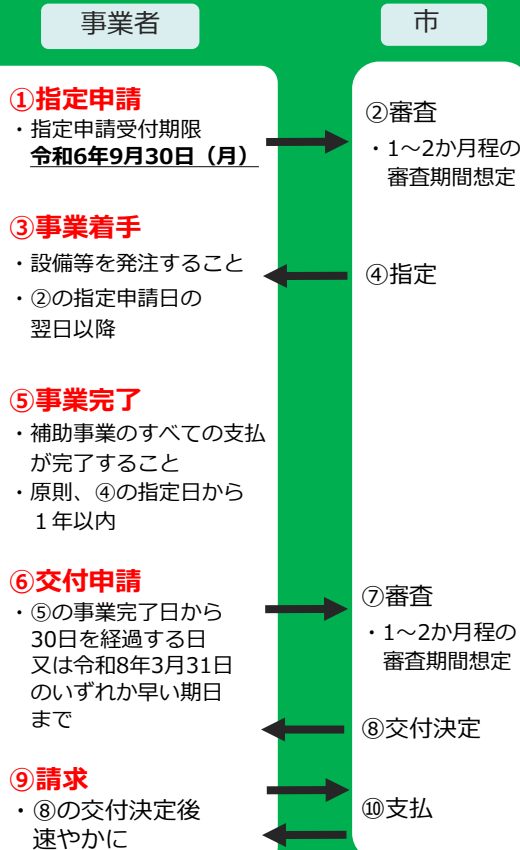 事業者
市
①指定申請
・指定申請受付期限
令和6年9月30日（月）
②審査
・1～2か月程の
審査期間想定
③事業着手
・設備等を発注すること
・②の指定申請日の
翌日以降
④指定
⑤事業完了
・補助事業のすべての支払
が完了すること
・原則、④の指定日から
１年以内
⑥交付申請
・⑤の事業完了日から
30日を経過する日
又は令和8年3月31日
のいずれか早い期日
まで
⑦審査
・1～2か月程の
審査期間想定
⑧交付決定
⑨請求
・⑧の交付決定後
速やかに
⑩支払